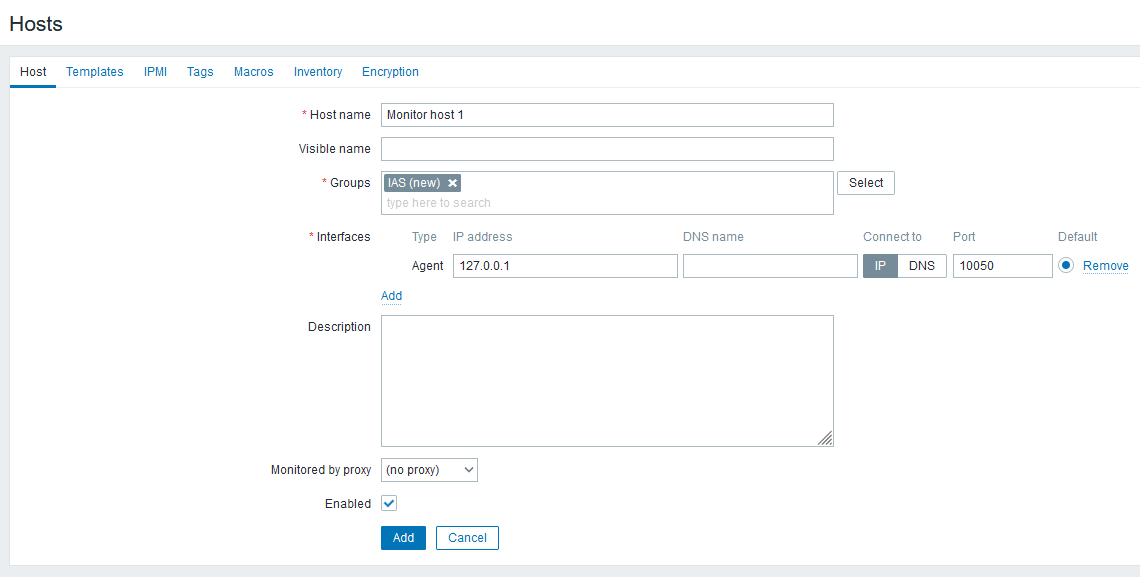 Hosts
Host Templates IPMI Tags Macros Inventory Encryption
* Host name Monitor host 1
Visible name
* Groups IAS (new) Select
type here to search
* Interfaces Type IP address DNS name Connect to Port Default
Agent 127.0.0.1 IP DNS 10050 Remove
Add
Description
Monitored by proxy (no proxy)
Enabled
Add Cancel